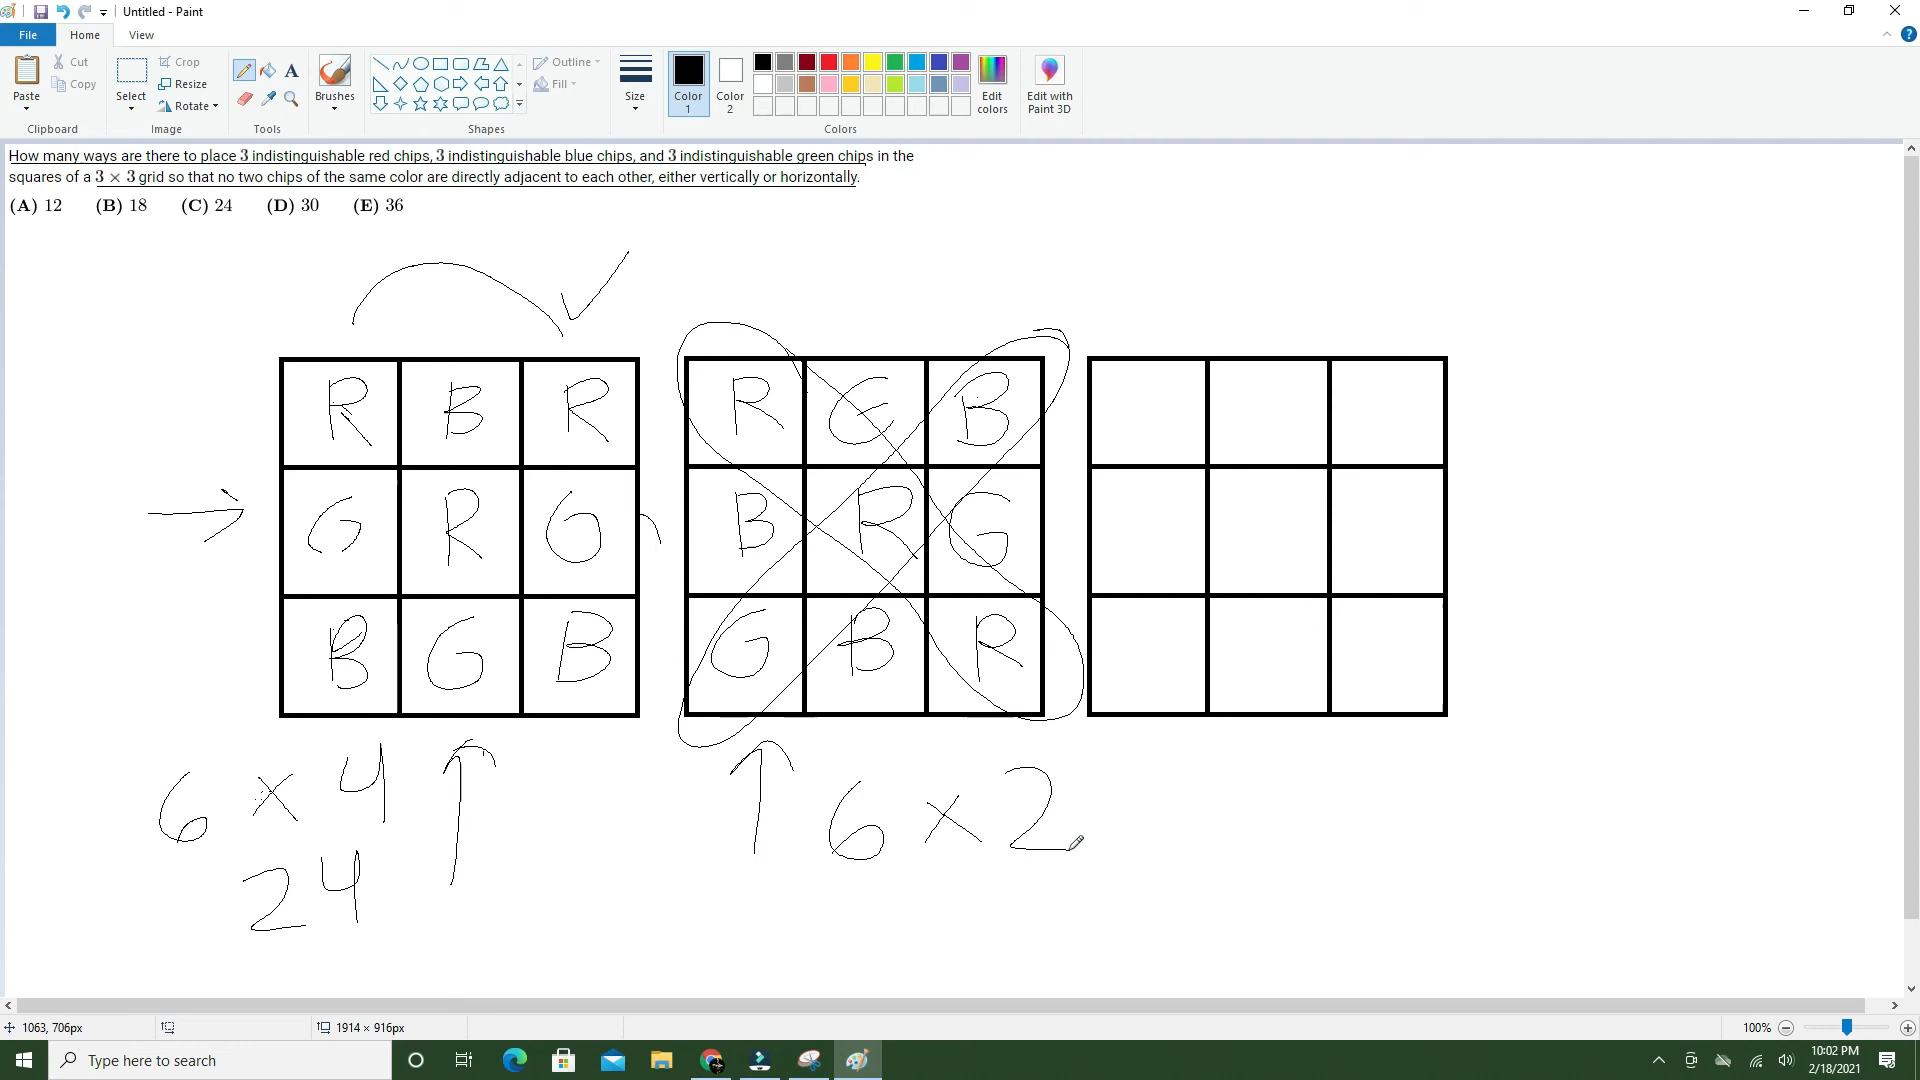 Untitled - Paint
File Home View
Paste Cut Copy Select Crop Resize Rotate Brushes Outline Fill Size Color 1 Color 2 Edit colors Edit with Paint 3D
Clipboard Image Tools Shapes Colors
How many ways are there to place 3 indistinguishable red chips, 3 indistinguishable blue chips, and 3 indistinguishable green chips in the
squares of a 3 × 3 grid so that no two chips of the same color are directly adjacent to each other, either vertically or horizontally.
(A) 12 (B) 18 (C) 24 (D) 30 (E) 36
R B R
G R G
B G B
R G B
B R G
G B R
6 × 4
24
6 × 2
1063, 706px 1914 × 916px 100%
Type here to search
10:02 PM
2/18/2021